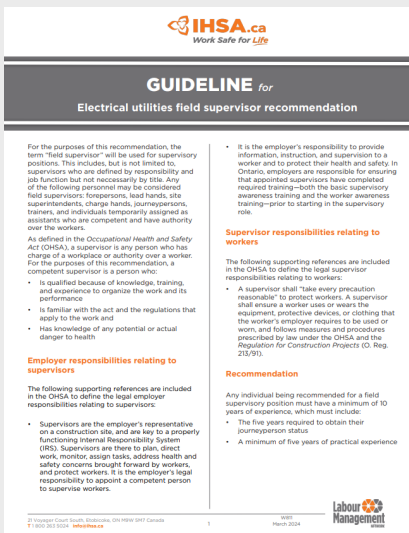 IHSA.ca
Work Safe for Life
GUIDELINE for
Electrical utilities field supervisor recommendation
For the purposes of this recommendation, the
term “field supervisor” will be used for supervisory
positions. This includes, but is not limited to,
supervisors who are defined by responsibility and
job function but not neccessarily by title. Any
of the following personnel may be considered
field supervisors: forepersons, lead hands, site
superintendents, charge hands, journeypersons,
trainers, and individuals temporarily assigned as
assistants who are competent and have authority
over the workers.
As defined in the Occupational Health and Safety
Act (OHSA), a supervisor is any person who has
charge of a workplace or authority over a worker.
For the purposes of this recommendation, a
competent supervisor is a person who:
• Is qualified because of knowledge, training,
and experience to organize the work and its
performance
• Is familiar with the act and the regulations that
apply to the work and
• Has knowledge of any potential or actual
danger to health
Employer responsibilities relating to
supervisors
The following supporting references are included
in the OHSA to define the legal employer
responsibilities relating to supervisors:
• Supervisors are the employer's representative
on a construction site, and are key to a properly
functioning Internal Responsibility System
(IRS). Supervisors are there to plan, direct
work, monitor, assign tasks, address health and
safety concerns brought forward by workers,
and protect workers. It is the employer's legal
responsibility to appoint a competent person
to supervise workers.
• It is the employer's responsibility to provide
information, instruction, and supervision to a
worker and to protect their health and safety. In
Ontario, employers are responsible for ensuring
that appointed supervisors have completed
required training—both the basic supervisory
awareness training and the worker awareness
training—prior to starting in the supervisory
role.
Supervisor responsibilities relating to
workers
The following supporting references are included
in the OHSA to define the legal supervisor
responsibilities relating to workers:
• A supervisor shall “take every precaution
reasonable” to protect workers. A supervisor
shall ensure a worker uses or wears the
equipment, protective devices, or clothing that
the worker's employer requires to be used or
worn, and follows measures and procedures
prescribed by law under the OHSA and the
Regulation for Construction Projects (O. Reg.
213/91).
Recommendation
Any individual being recommended for a field
supervisory position must have a minimum of 10
years of experience, which must include:
• The five years required to obtain their
journeyperson status
• A minimum of five years of practical experience
21 Voyager Court South, Etobicoke, ON M9W 5M7 Canada
T 1 800 263 5024 info@ihsa.ca
1
W811
March 2024
Labour
Management